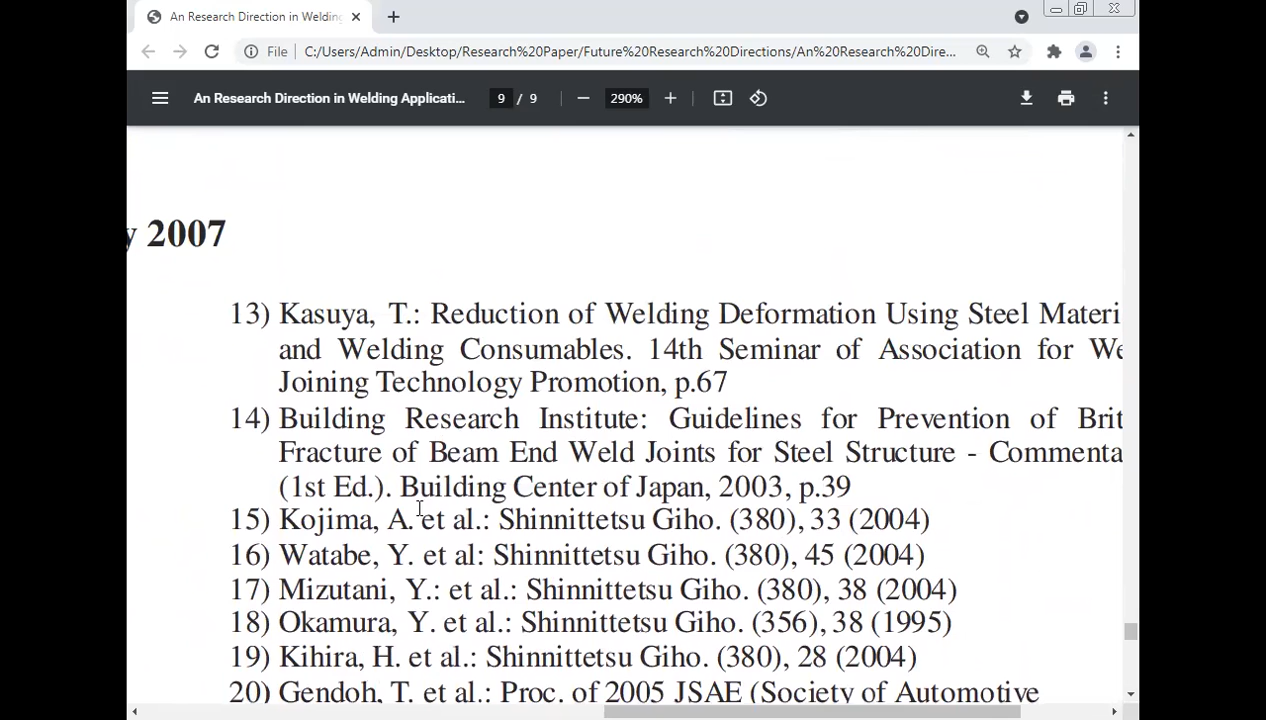 An Research Direction in Welding
File C:/Users/Admin/Desktop/Research%20Paper/Future%20Research%20Directions/An%20Research%20Dire...
An Research Direction in Welding Applicati... 9 / 9 290%
y 2007
13) Kasuya, T.: Reduction of Welding Deformation Using Steel Materi
and Welding Consumables. 14th Seminar of Association for We
Joining Technology Promotion, p.67
14) Building Research Institute: Guidelines for Prevention of Brit
Fracture of Beam End Weld Joints for Steel Structure - Commenta
(1st Ed.). Building Center of Japan, 2003, p.39
15) Kojima, A. et al.: Shinnittetsu Giho. (380), 33 (2004)
16) Watabe, Y. et al: Shinnittetsu Giho. (380), 45 (2004)
17) Mizutani, Y.: et al.: Shinnittetsu Giho. (380), 38 (2004)
18) Okamura, Y. et al.: Shinnittetsu Giho. (356), 38 (1995)
19) Kihira, H. et al.: Shinnittetsu Giho. (380), 28 (2004)
20) Gendoh, T. et al.: Proc. of 2005 JSAE (Society of Automotive